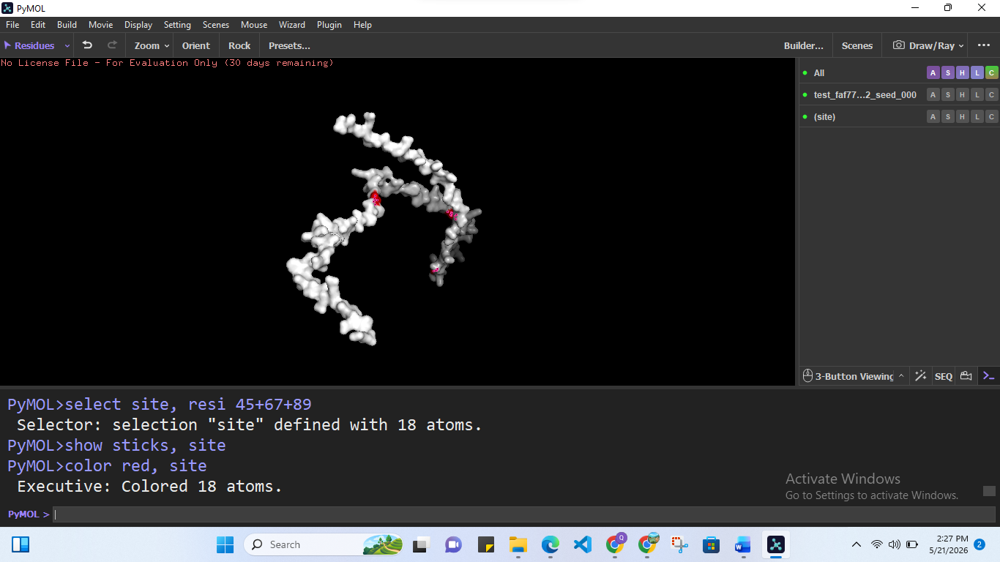 PyMOL
File Edit Build Movie Display Setting Scenes Mouse Wizard Plugin Help
Residues Zoom Orient Rock Presets... Builder... Scenes Draw/Ray
No License File - For Evaluation Only (30 days remaining)
All A S H L C
test_faf77...2_seed_000 A S H L C
(site) A S H L C
3-Button Viewing SEQ
PyMOL>select site, resi 45+67+89
Selector: selection "site" defined with 18 atoms.
PyMOL>show sticks, site
PyMOL>color red, site
Executive: Colored 18 atoms.
Activate Windows
Go to Settings to activate Windows.
PyMOL >
Search
Q
2:27 PM
5/21/2026
2